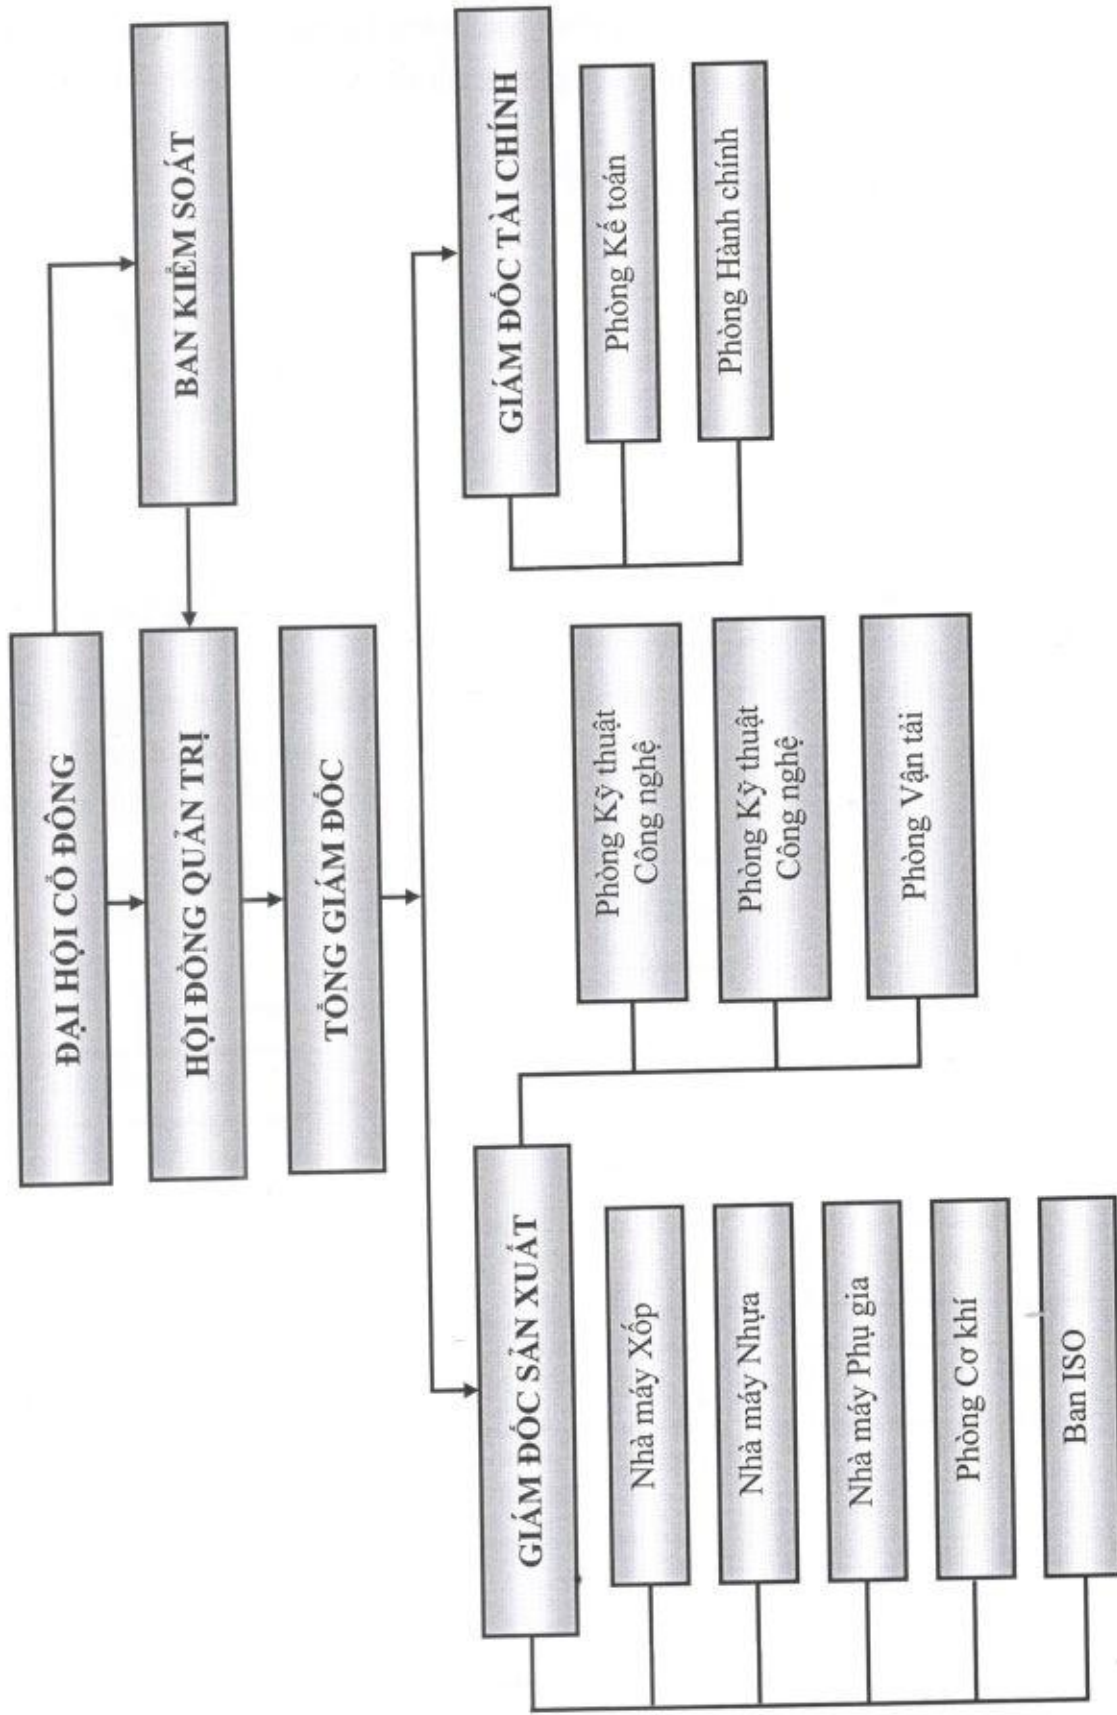 ĐẠI HỘI CỔ ĐÔNG
BAN KIỂM SOÁT
HỘI ĐỒNG QUẢN TRỊ
TỔNG GIÁM ĐỐC
GIÁM ĐỐC SẢN XUẤT
GIÁM ĐỐC TÀI CHÍNH
Nhà máy Xốp
Nhà máy Nhựa
Nhà máy Phụ gia
Phòng Cơ khí
Ban ISO
Phòng Kỹ thuật
Công nghệ
Phòng Kỹ thuật
Công nghệ
Phòng Vận tải
Phòng Kế toán
Phòng Hành chính